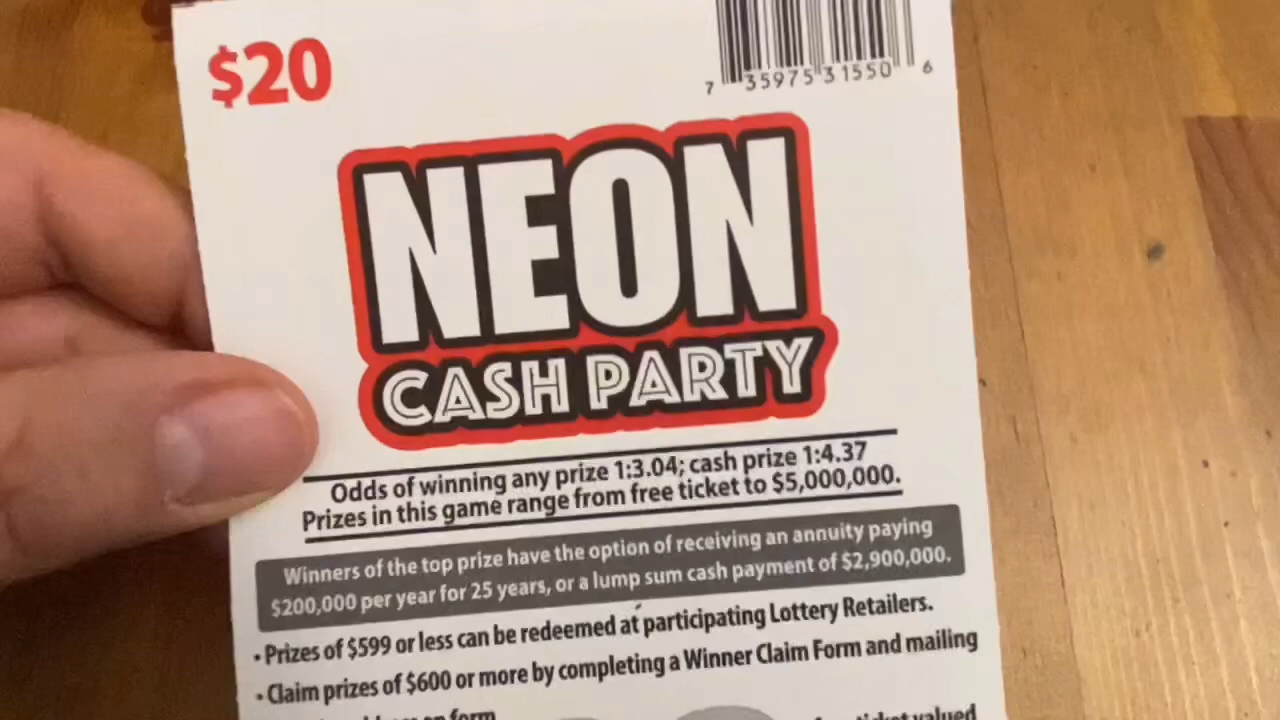 $20
7 35975 31550 6
NEON
CASH PARTY
Odds of winning any prize 1:3.04; cash prize 1:4.37
Prizes in this game range from free ticket to $5,000,000.
Winners of the top prize have the option of receiving an annuity paying
$200,000 per year for 25 years, or a lump sum cash payment of $2,900,000.
• Prizes of $599 or less can be redeemed at participating Lottery Retailers.
• Claim prizes of $600 or more by completing a Winner Claim Form and mailing
on form
ticket valued